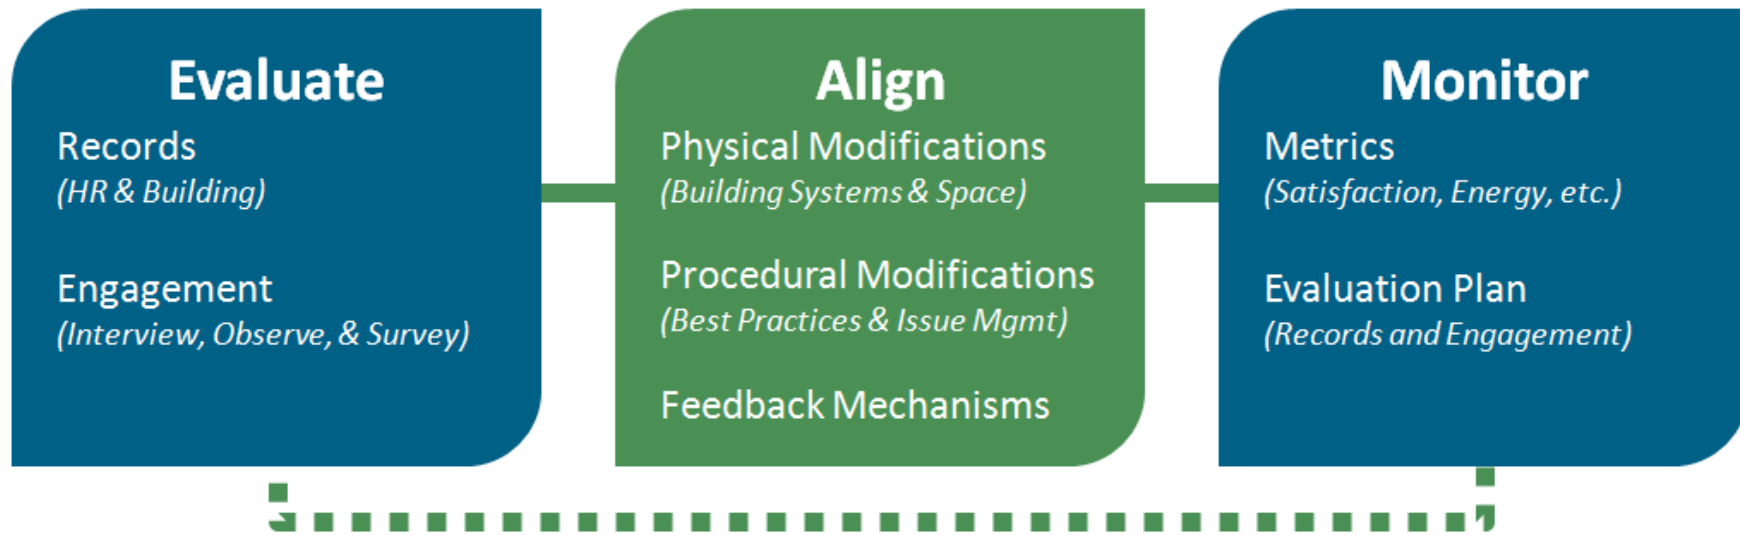 Evaluate
Records
(HR & Building)
Engagement
(Interview, Observe, & Survey)
Align
Physical Modifications
(Building Systems & Space)
Procedural Modifications
(Best Practices & Issue Mgmt)
Feedback Mechanisms
Monitor
Metrics
(Satisfaction, Energy, etc.)
Evaluation Plan
(Records and Engagement)